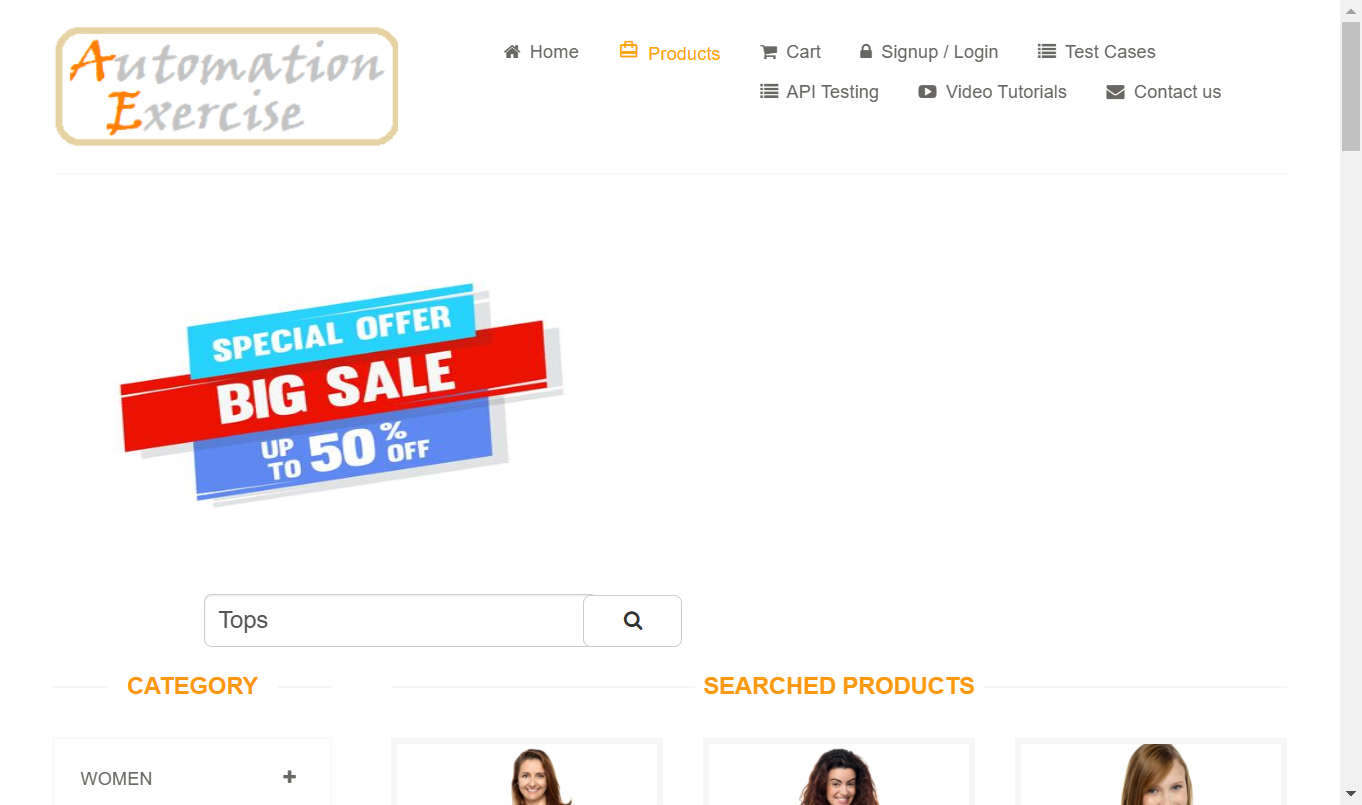 Automation
Exercise
Home
Products
Cart
Signup / Login
Test Cases
API Testing
Video Tutorials
Contact us
SPECIAL OFFER
BIG SALE
UP TO 50% OFF
Tops
CATEGORY
SEARCHED PRODUCTS
WOMEN